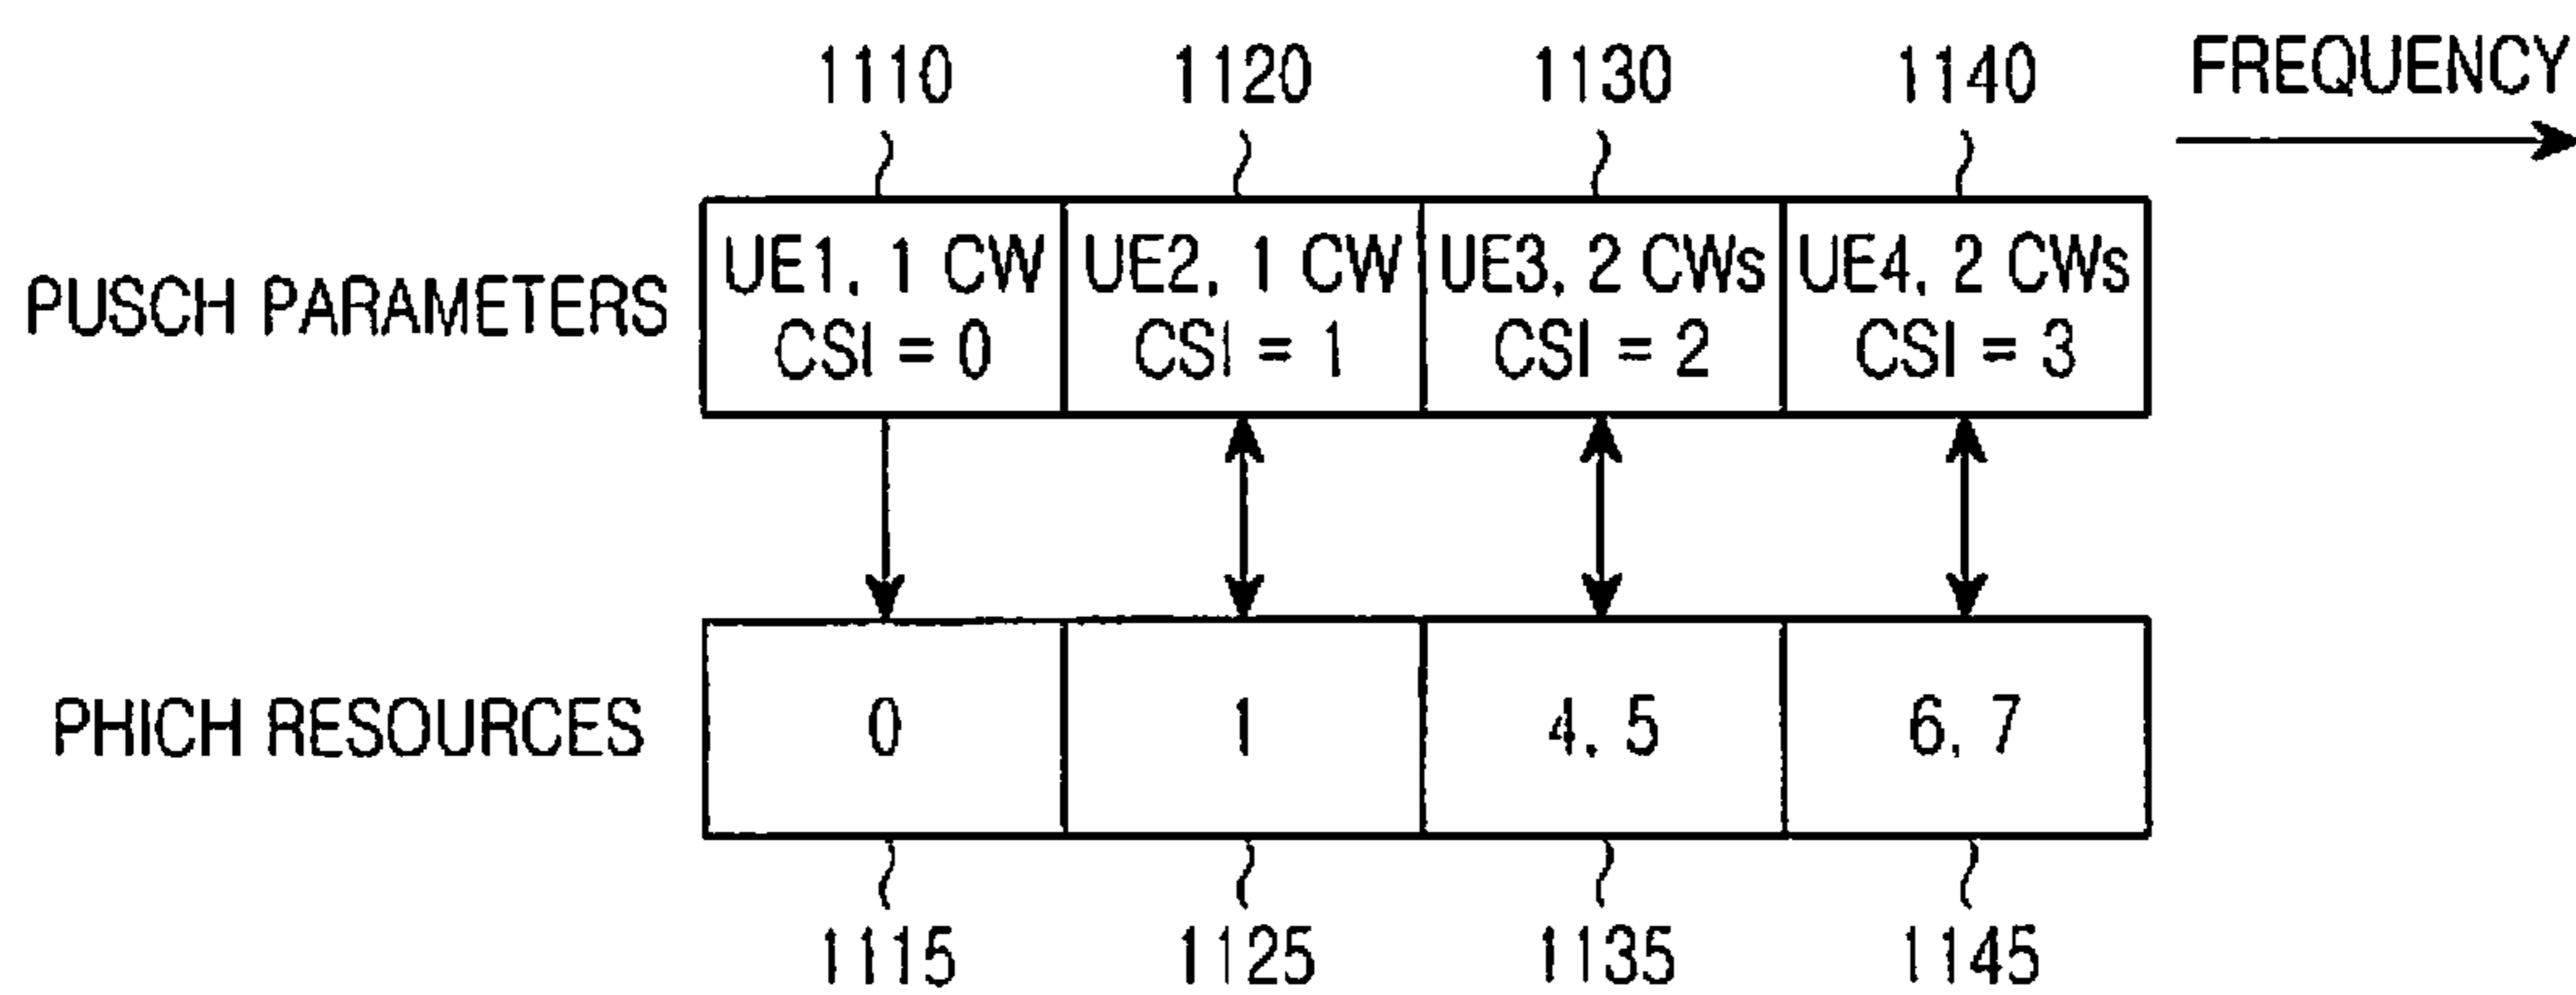 1110 1120 1130 1140 FREQUENCY
PUSCH PARAMETERS
UE1, 1 CW
CSI = 0
UE2, 1 CW
CSI = 1
UE3, 2 CWs
CSI = 2
UE4, 2 CWs
CSI = 3
PHICH RESOURCES
0
1
4, 5
6, 7
1115 1125 1135 1145